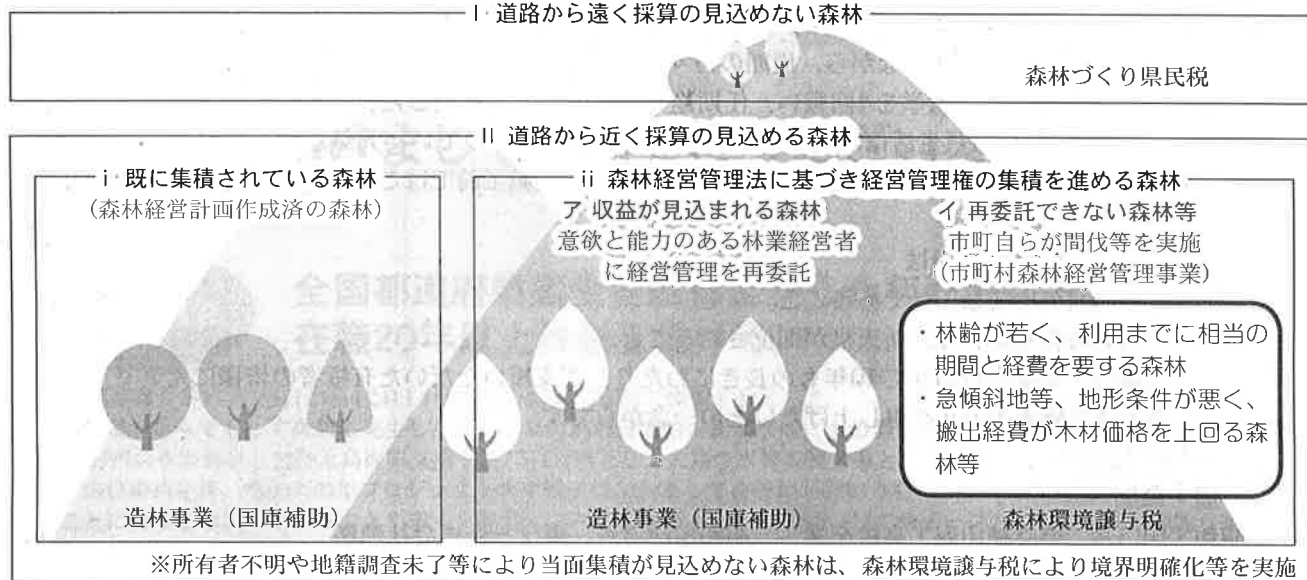 Ⅰ 道路から遠く採算の見込めない森林
森林づくり県民税
Ⅱ 道路から近く採算の見込める森林
ⅰ 既に集積されている森林
(森林経営計画作成済の森林)
造林事業（国庫補助）
ⅱ 森林経営管理法に基づき経営管理権の集積を進める森林
ア 収益が見込まれる森林
意欲と能力のある林業経営者
に経営管理を再委託
造林事業（国庫補助）
イ 再委託できない森林等
市町自らが間伐等を実施
(市町村森林経営管理事業)
・林齢が若く、利用までに相当の
期間と経費を要する森林
・急傾斜地等、地形条件が悪く、
搬出経費が木材価格を上回る森
林等
森林環境譲与税
※所有者不明や地籍調査未了等により当面集積が見込めない森林は、森林環境譲与税により境界明確化等を実施